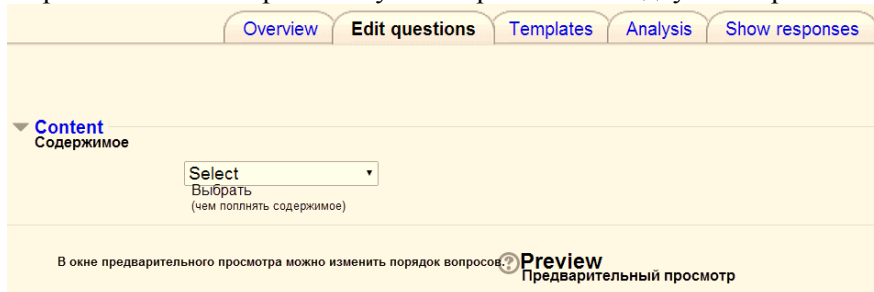 Overview Edit questions Templates Analysis Show responses
Content
Содержимое
Select
Выбрать
(чем поплнять содержимое)
В окне предварительного просмотра можно изменить порядок вопросов. ? Preview
Предварительный просмотр